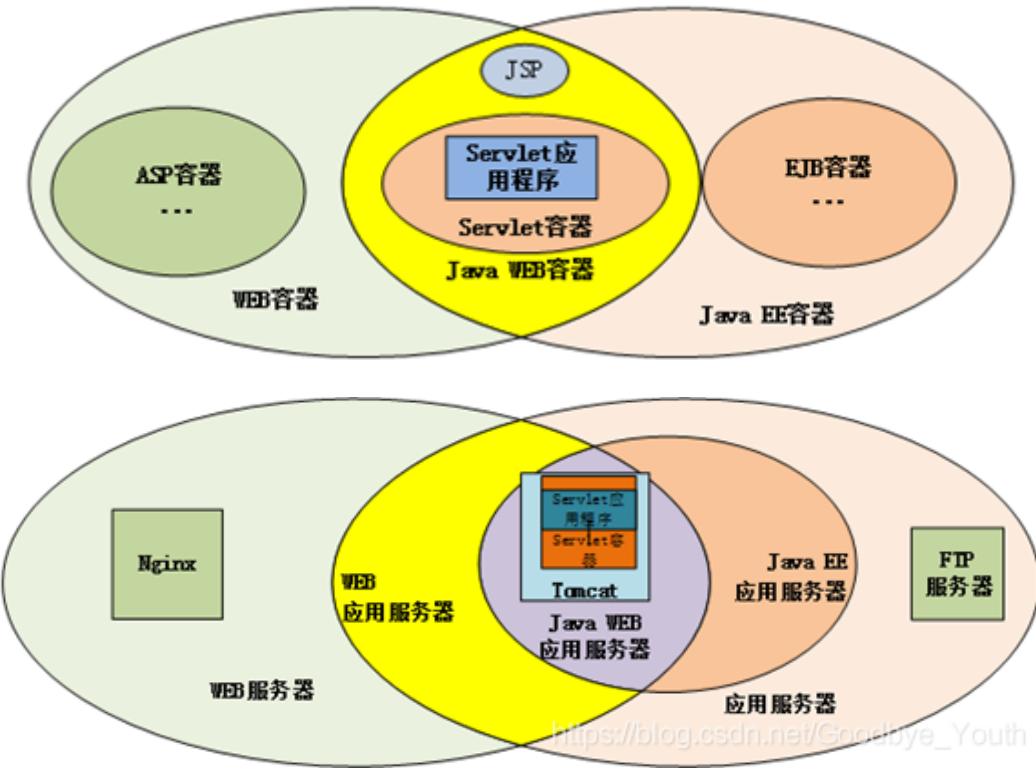 JSP
Servlet应
用程序
ASP容器
...
EJB容器
...
Servlet容器
Java WEB容器
WEB容器
Java EE容器
Servlet应
用程序
Servlet容
器
Nginx
Tomcat
WEB
应用服务器
Java WEB
应用服务器
Java EE
应用服务器
FTP
服务器
WEB服务器
应用服务器
https://blog.csdn.net/Goodbye_Youth